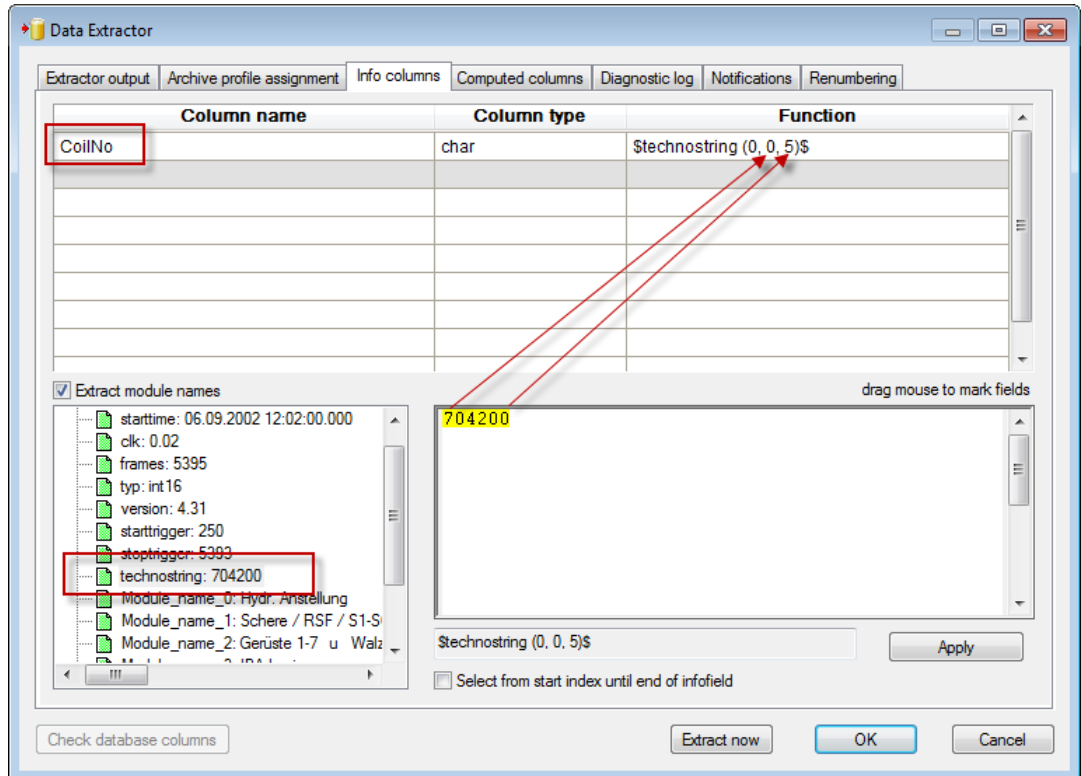 Data Extractor
Extractor output Archive profile assignment Info columns Computed columns Diagnostic log Notifications Renumbering
Column name Column type Function
CoilNo char $technostring (0, 0, 5)$
Extract module names
drag mouse to mark fields
starttime: 06.09.2002 12:02:00.000
clk: 0.02
frames: 5395
typ: int16
version: 4.31
starttrigger: 250
stoptrigger: 5393
technostring: 704200
Module_name_0: Hydr. Anstellung
Module_name_1: Schere / RSF / S1-S
Module_name_2: Gerüste 1-7 u Walz
704200
$technostring (0, 0, 5)$
Apply
Select from start index until end of infofield
Check database columns Extract now OK Cancel